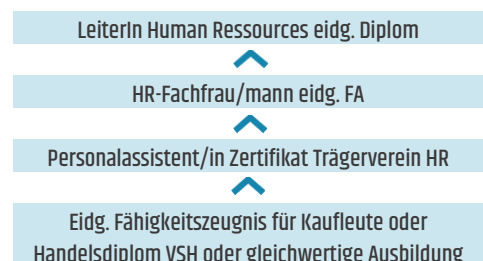 LeiterIn Human Ressources eidg. Diplom
HR-Fachfrau/mann eidg. FA
Personalassistent/in Zertifikat Trägerverein HR
Eidg. Fähigkeitszeugnis für Kaufleute oder
Handelsdiplom VSH oder gleichwertige Ausbildung